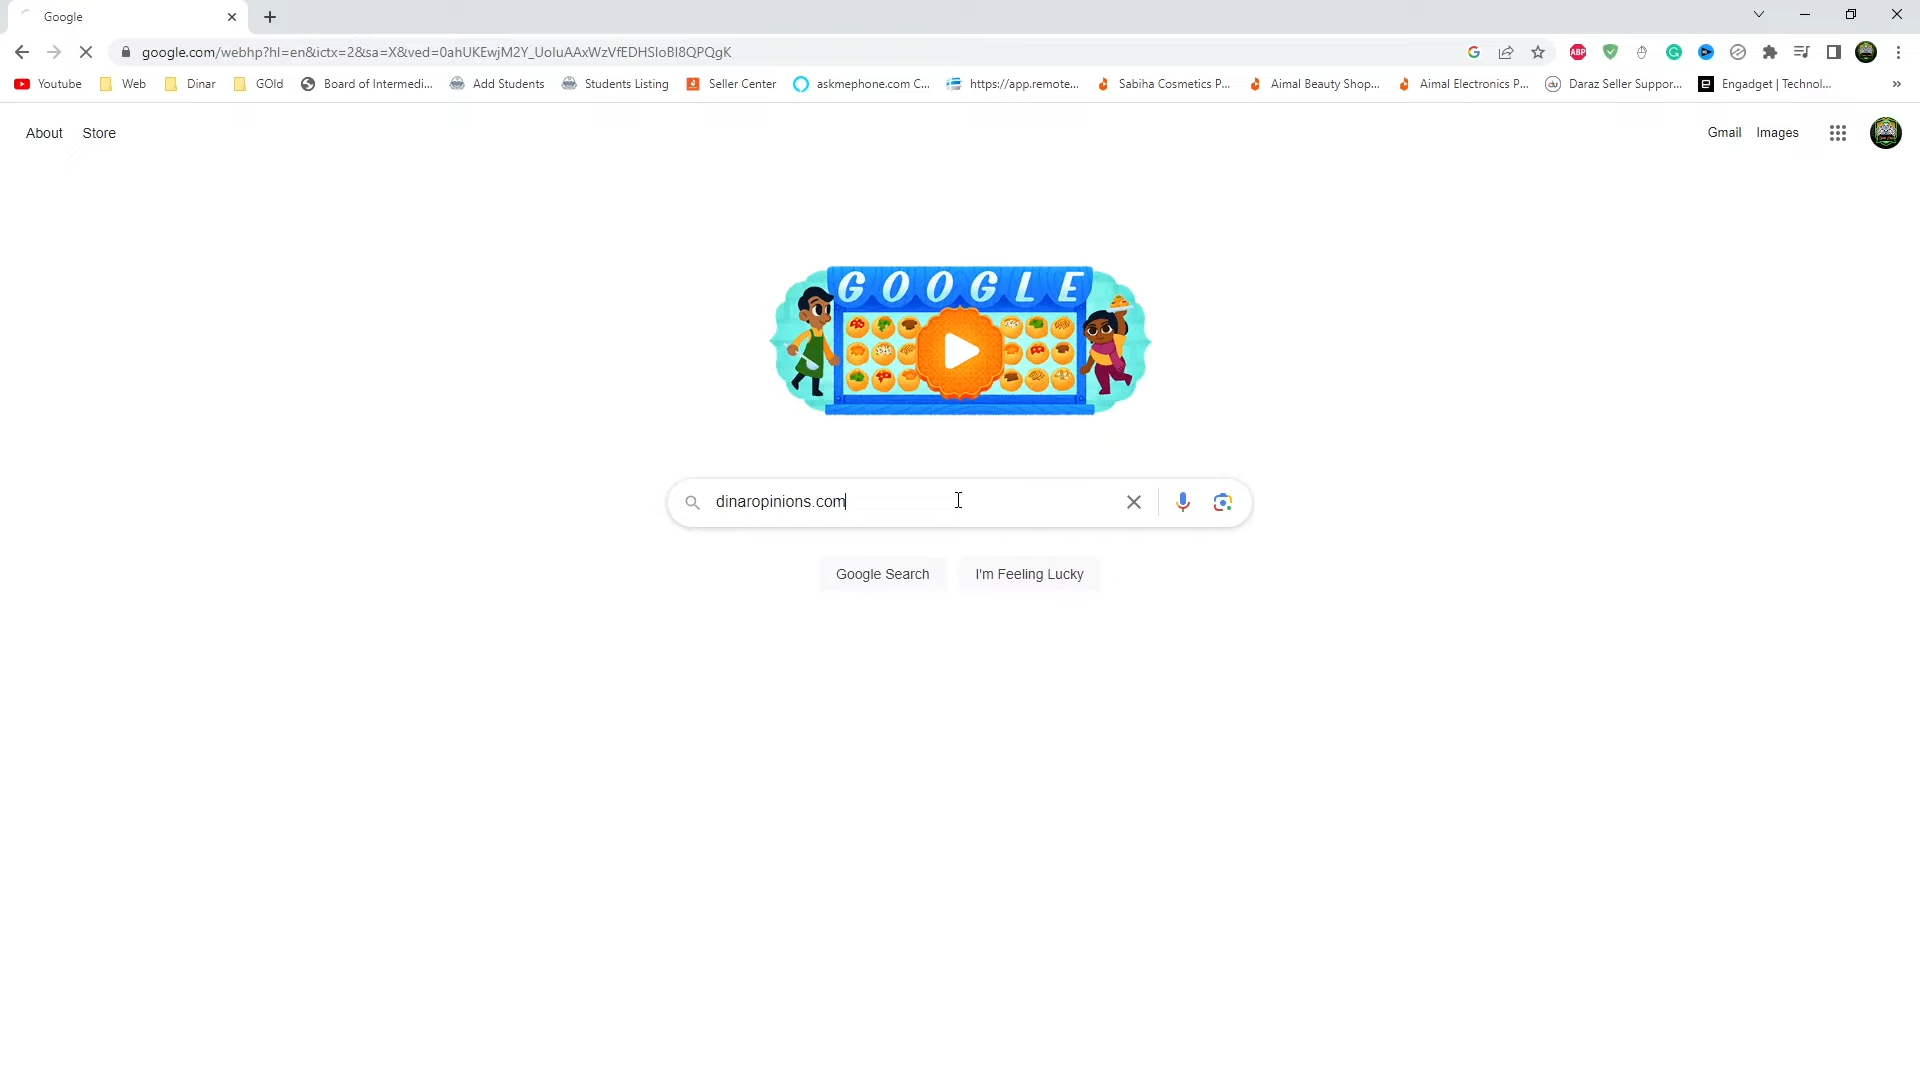 Google
google.com/webhp?hl=en&ictx=2&sa=X&ved=0ahUKEwjM2Y_UoIuAAxWzVfEDHSIoBI8QPQgK
Youtube Web Dinar GOld Board of Intermedi... Add Students Students Listing Seller Center askmephone.com C... https://app.remote... Sabiha Cosmetics P... Aimal Beauty Shop... Aimal Electronics P... Daraz Seller Suppor... Engadget | Technol...
About Store Gmail Images
GOOGLE
dinaropinions.com
Google Search I'm Feeling Lucky